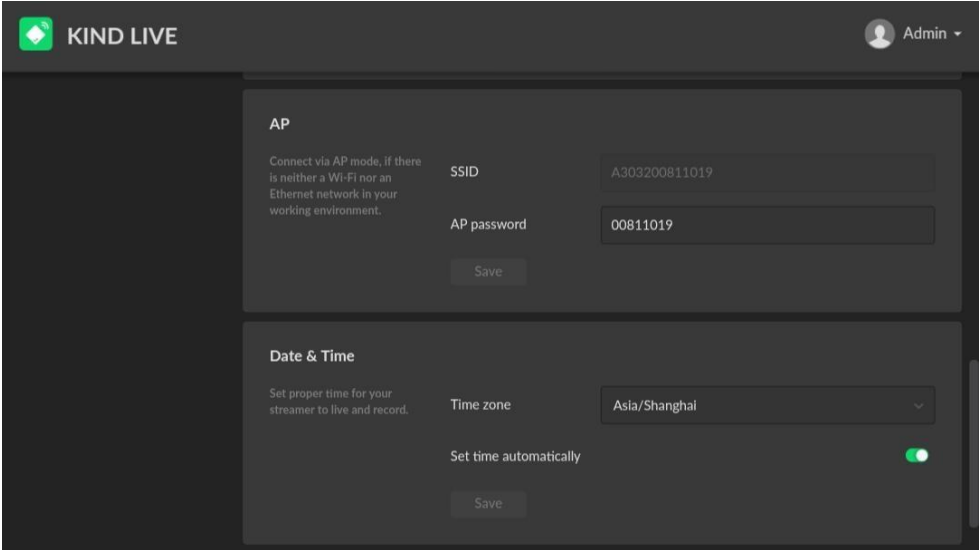 KIND LIVE
Admin
AP
Connect via AP mode, if there
is neither a Wi-Fi nor an
Ethernet network in your
working environment.
SSID
A303200811019
AP password
00811019
Save
Date & Time
Set proper time for your
streamer to live and record.
Time zone
Asia/Shanghai
Set time automatically
Save